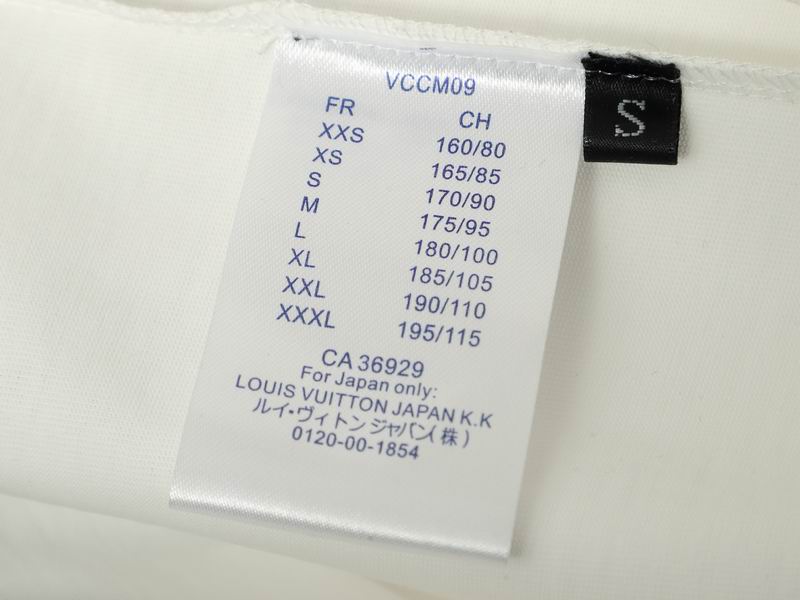 VCCM09
FR CH
XXS 160/80
XS 165/85
S 170/90
M 175/95
L 180/100
XL 185/105
XXL 190/110
XXXL 195/115
CA 36929
For Japan only:
LOUIS VUITTON JAPAN K.K
ルイ・ヴィトンジャパン(株)
0120-00-1854
S